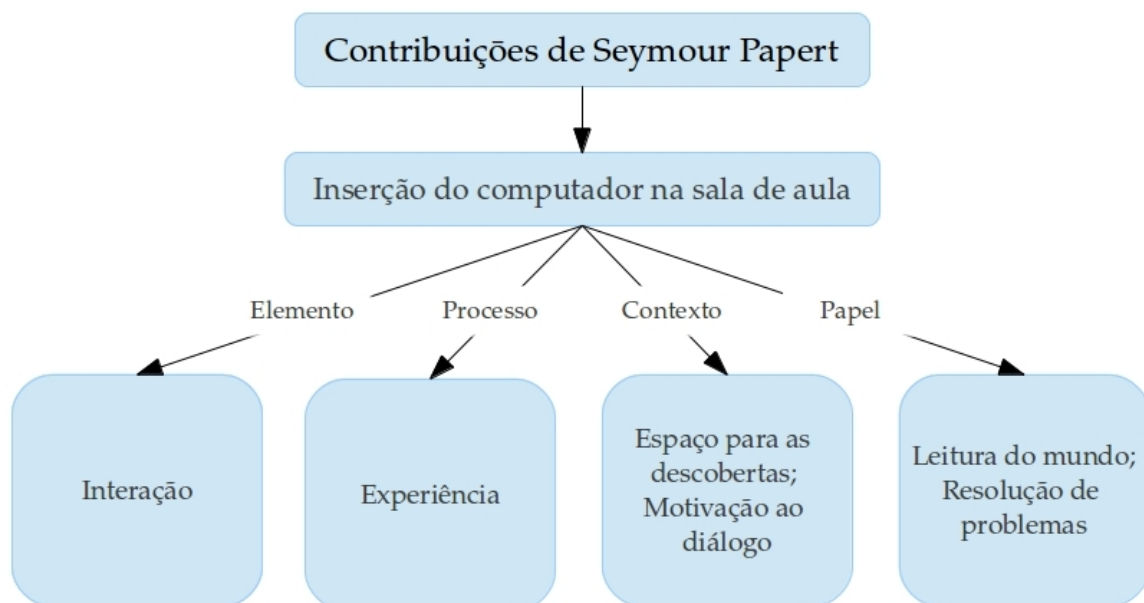 Contribuições de Seymour Papert
Inserção do computador na sala de aula
Elemento
Processo
Contexto
Papel
Interação
Experiência
Espaço para as
descobertas;
Motivação ao
diálogo
Leitura do mundo;
Resolução de
problemas